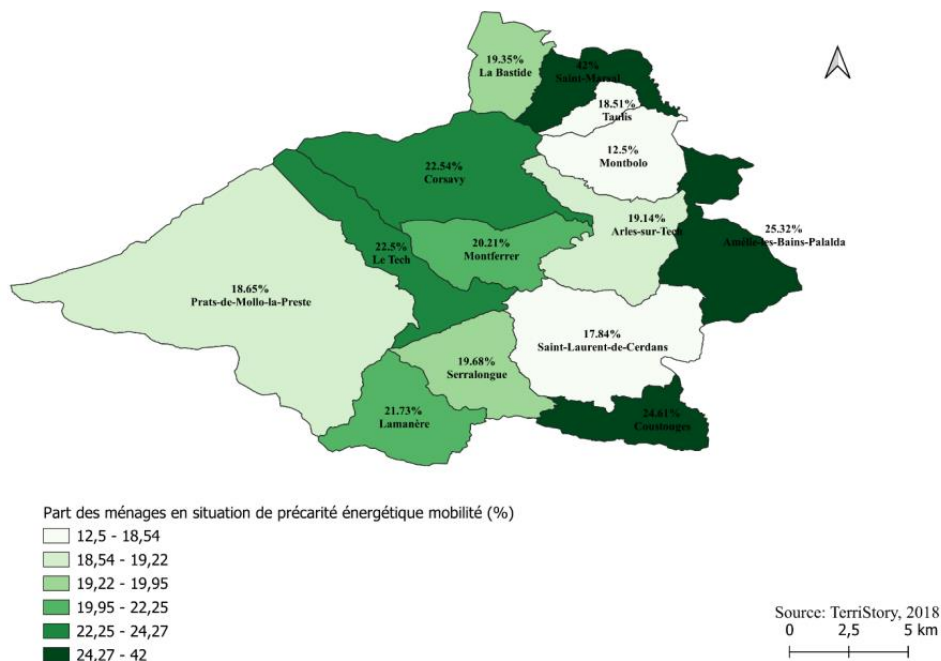 19.35%
La Bastide
42%
Saint-Marsal
18.51%
Taulis
12.5%
Montbolo
22.54%
Corsavy
19.14%
Arles-sur-Tech
25.32%
Amélie-les-Bains-Palalda
20.21%
Montferrer
22.5%
Le Tech
18.65%
Prats-de-Mollo-la-Preste
17.84%
Saint-Laurent-de-Cerdans
19.68%
Serralongue
21.73%
Lamanère
24.61%
Coustouges
Part des ménages en situation de précarité énergétique mobilité (%)
12,5 - 18,54
18,54 - 19,22
19,22 - 19,95
19,95 - 22,25
22,25 - 24,27
24,27 - 42
Source: TerriStory, 2018
0 2,5 5 km